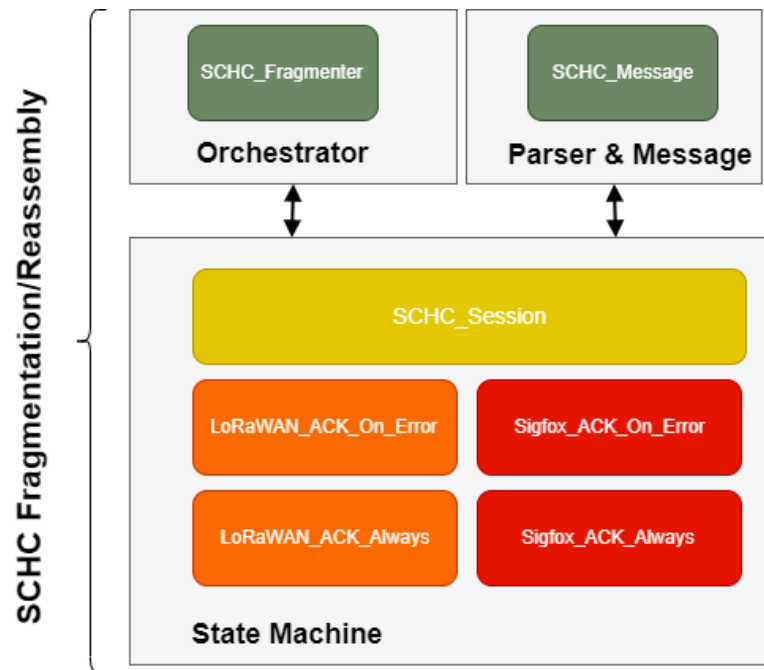 SCHC Fragmentation/Reassembly
SCHC_Fragmenter
Orchestrator
SCHC_Message
Parser & Message
SCHC_Session
LoRaWAN_ACK_On_Error
Sigfox_ACK_On_Error
LoRaWAN_ACK_Always
Sigfox_ACK_Always
State Machine